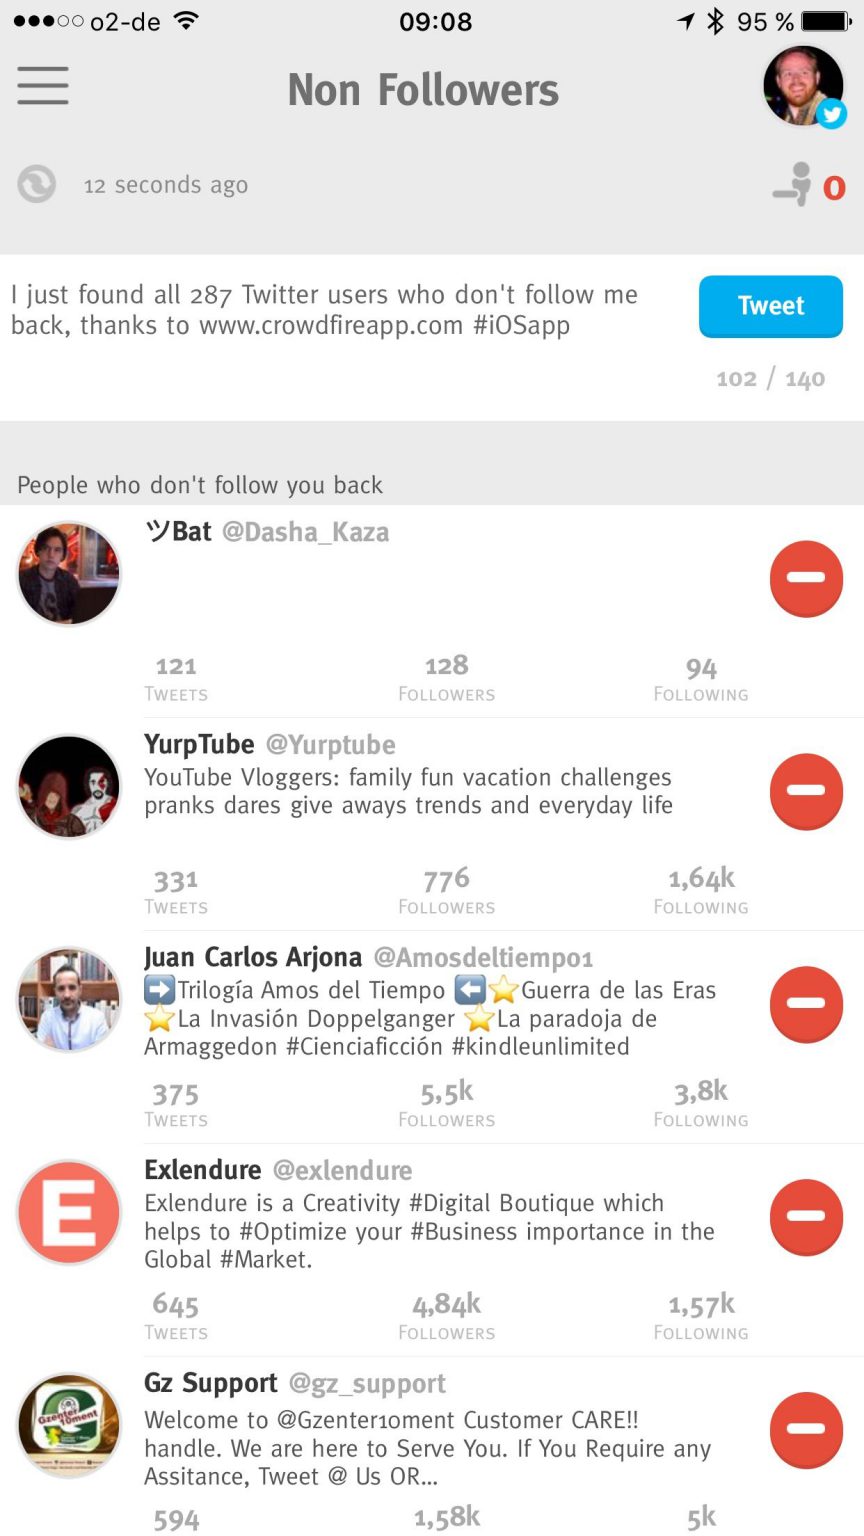 o2-de 09:08 95 %
Non Followers
12 seconds ago 0
I just found all 287 Twitter users who don't follow me
back, thanks to www.crowdfireapp.com #iOSapp
Tweet
102 / 140
People who don't follow you back
ツBat @Dasha_Kaza
121 128 94
TWEETS FOLLOWERS FOLLOWING
YurpTube @Yurptube
YouTube Vloggers: family fun vacation challenges
pranks dares give aways trends and everyday life
331 776 1,64k
TWEETS FOLLOWERS FOLLOWING
Juan Carlos Arjona @Amosdeltiempo1
➡️Trilogía Amos del Tiempo ⬅️⭐Guerra de las Eras
⭐La Invasión Doppelganger ⭐La paradoja de
Armaggedon #Cienciaficción #kindleunlimited
375 5,5k 3,8k
TWEETS FOLLOWERS FOLLOWING
E
Exlendure @exlendure
Exlendure is a Creativity #Digital Boutique which
helps to #Optimize your #Business importance in the
Global #Market.
645 4,84k 1,57k
TWEETS FOLLOWERS FOLLOWING
Gzenter
10ment
Gz Support @gz_support
Welcome to @Gzenter10ment Customer CARE!!
handle. We are here to Serve You. If You Require any
Assitance, Tweet @ Us OR...
594 1,58k 5k